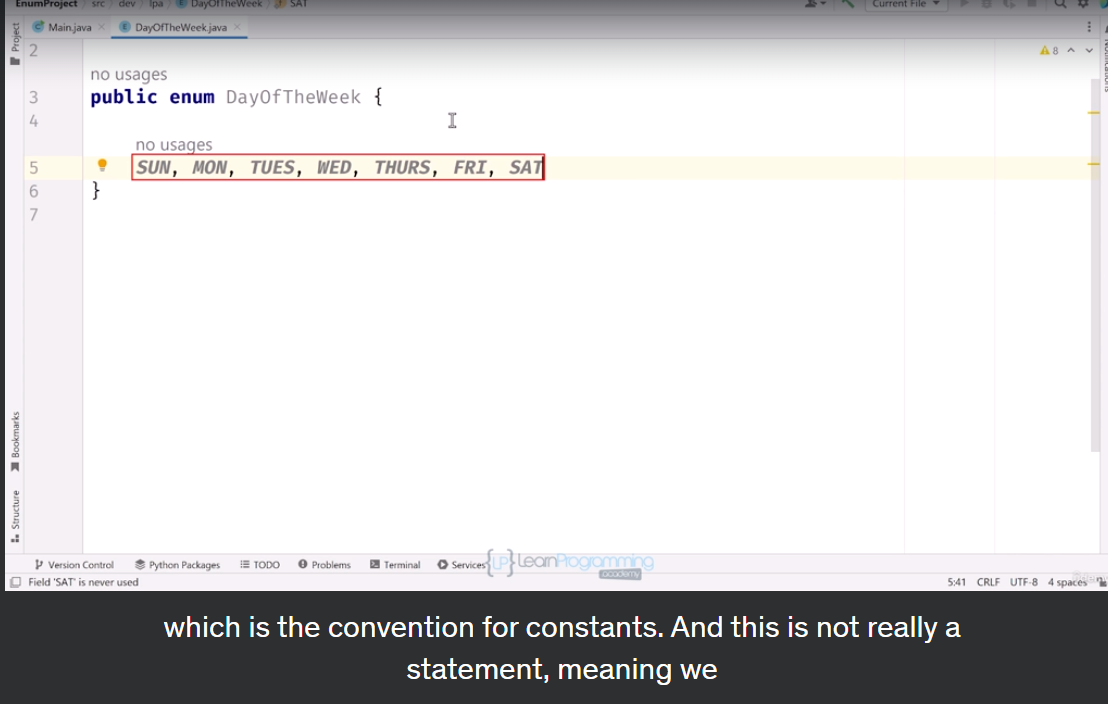 EnumProject src dev lpa DayOfTheWeek SAT Current File
Main.java DayOfTheWeek.java
Project
2
8
no usages
3 public enum DayOfTheWeek {
4
no usages
5 SUN, MON, TUES, WED, THURS, FRI, SAT
6 }
7
Bookmarks
Structure
Version Control Python Packages TODO Problems Terminal Services
{LP} LearnProgramming
academy
Field 'SAT' is never used 5:41 CRLF UTF-8 4 spaces
which is the convention for constants. And this is not really a
statement, meaning we